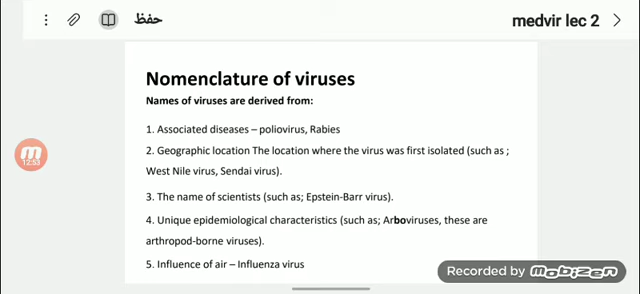 حفظ
medvir lec 2
Nomenclature of viruses
Names of viruses are derived from:
1. Associated diseases – poliovirus, Rabies
2. Geographic location The location where the virus was first isolated (such as ;
West Nile virus, Sendai virus).
3. The name of scientists (such as; Epstein-Barr virus).
4. Unique epidemiological characteristics (such as; Arboviruses, these are
arthropod-borne viruses).
5. Influence of air – Influenza virus
m
12:53
Recorded by mobizen